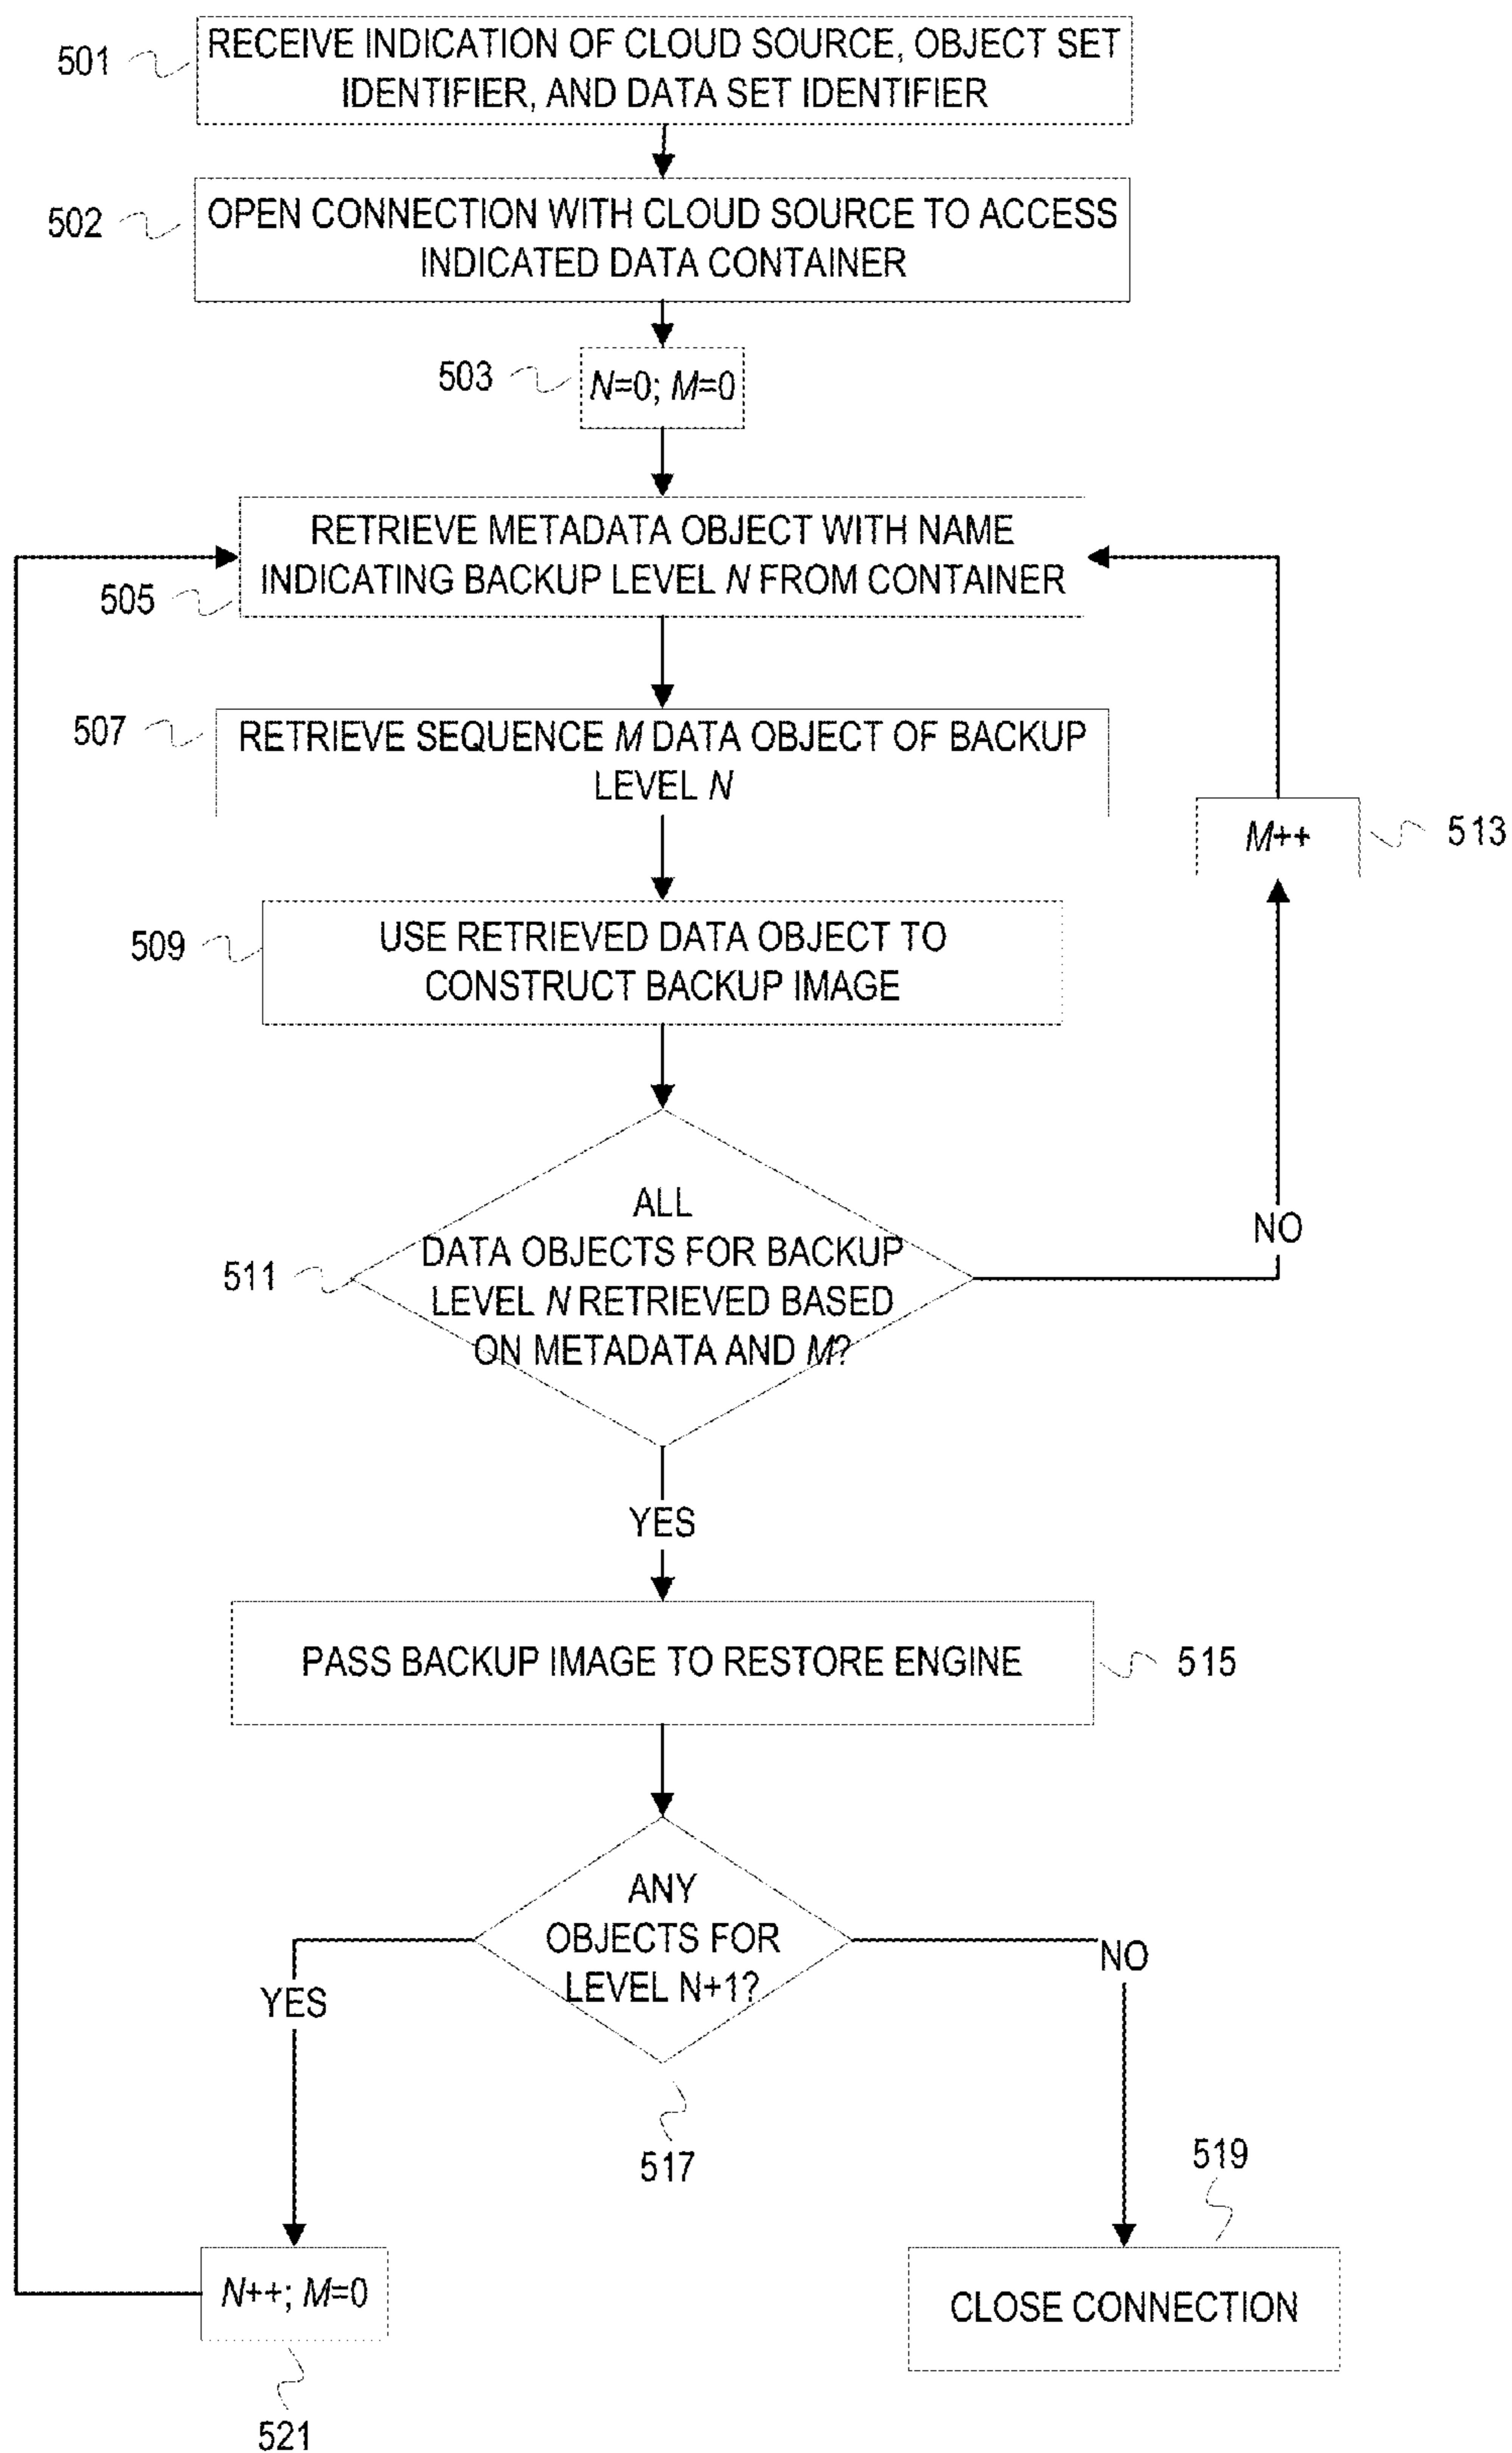 501
RECEIVE INDICATION OF CLOUD SOURCE, OBJECT SET
IDENTIFIER, AND DATA SET IDENTIFIER
502
OPEN CONNECTION WITH CLOUD SOURCE TO ACCESS
INDICATED DATA CONTAINER
503
N=0; M=0
RETRIEVE METADATA OBJECT WITH NAME
INDICATING BACKUP LEVEL N FROM CONTAINER
505
507
RETRIEVE SEQUENCE M DATA OBJECT OF BACKUP
LEVEL N
M++
513
509
USE RETRIEVED DATA OBJECT TO
CONSTRUCT BACKUP IMAGE
511
ALL
DATA OBJECTS FOR BACKUP
LEVEL N RETRIEVED BASED
ON METADATA AND M?
NO
YES
PASS BACKUP IMAGE TO RESTORE ENGINE
515
ANY
OBJECTS FOR
LEVEL N+1?
YES
NO
517
519
N++; M=0
CLOSE CONNECTION
521